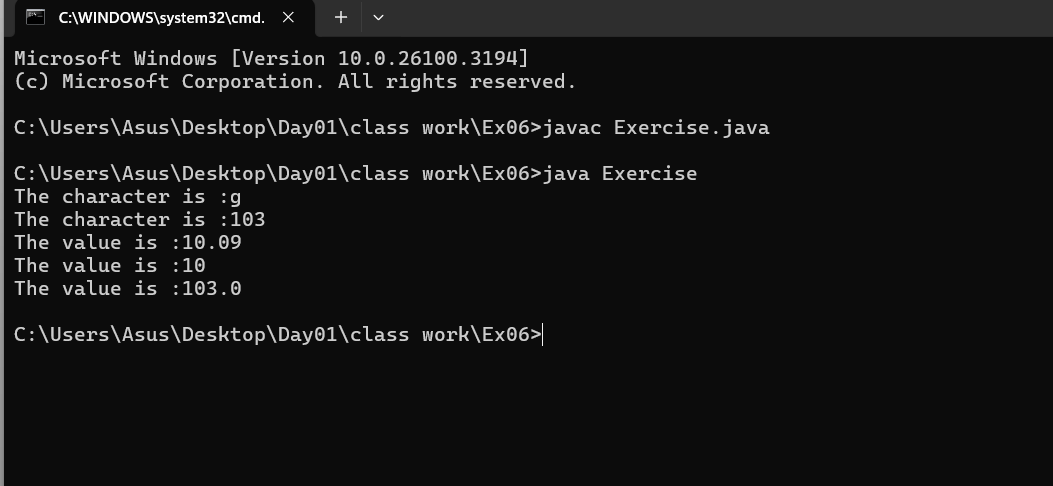 C:\WINDOWS\system32\cmd.
Microsoft Windows [Version 10.0.26100.3194]
(c) Microsoft Corporation. All rights reserved.
C:\Users\Asus\Desktop\Day01\class work\Ex06>javac Exercise.java
C:\Users\Asus\Desktop\Day01\class work\Ex06>java Exercise
The character is :g
The character is :103
The value is :10.09
The value is :10
The value is :103.0
C:\Users\Asus\Desktop\Day01\class work\Ex06>